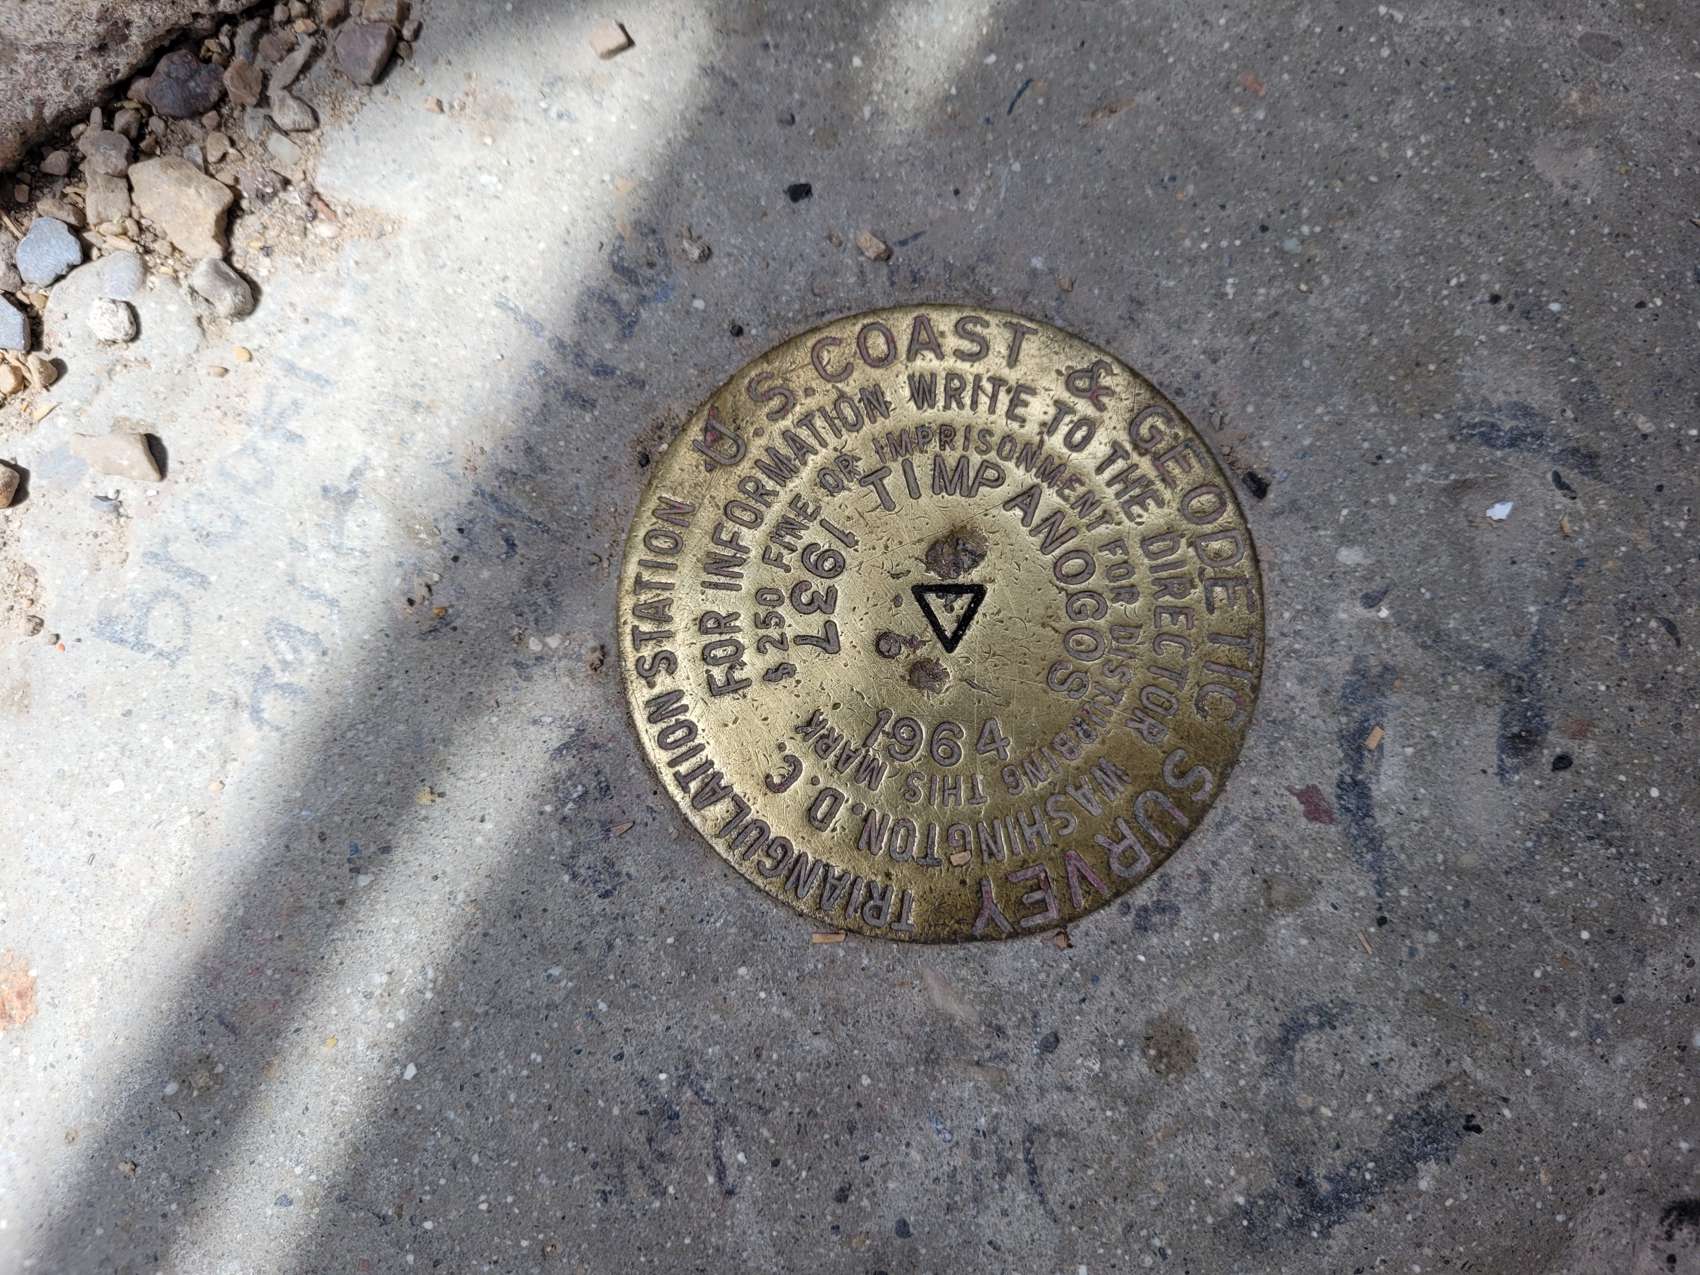 U.S. COAST & GEODETIC SURVEY
TRIANGULATION STATION
FOR INFORMATION WRITE TO THE DIRECTOR WASHINGTON, D.C.
$250 FINE OR IMPRISONMENT FOR DISTURBING THIS MARK
TIMPANOGOS
1937
1964